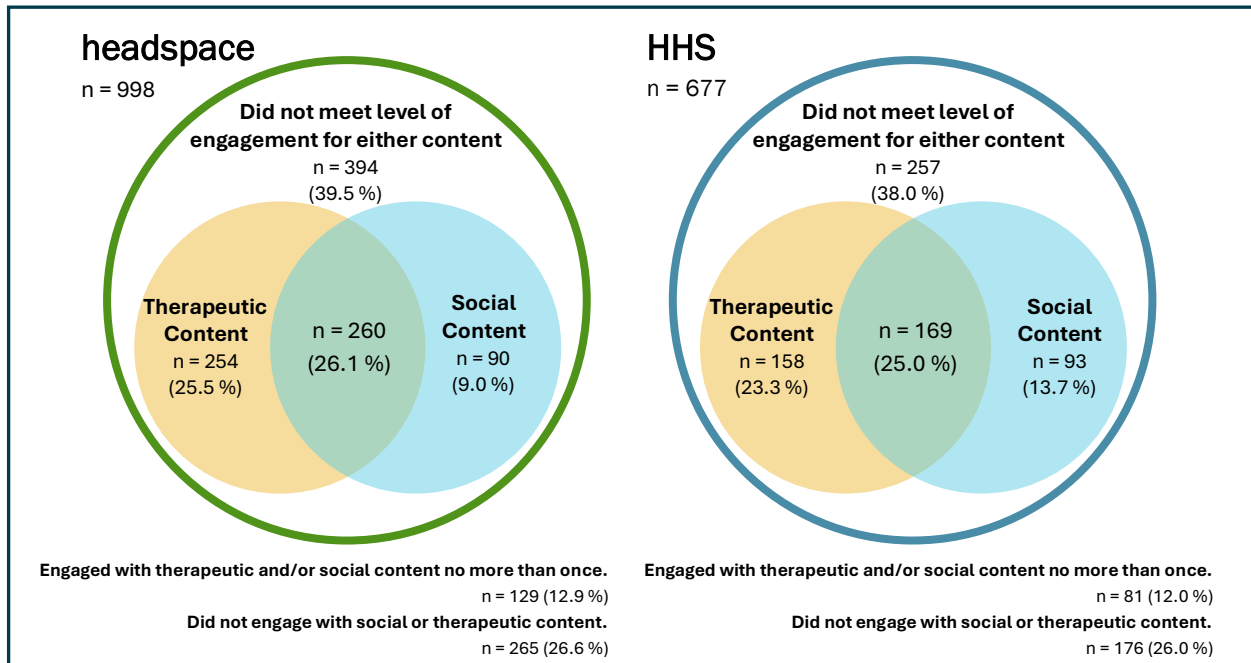 headspace
n = 998
Did not meet level of
engagement for either content
n = 394
(39.5 %)
Therapeutic
Content
n = 254
(25.5 %)
n = 260
(26.1 %)
Social
Content
n = 90
(9.0 %)
Engaged with therapeutic and/or social content no more than once.
n = 129 (12.9 %)
Did not engage with social or therapeutic content.
n = 265 (26.6 %)
HHS
n = 677
Did not meet level of
engagement for either content
n = 257
(38.0 %)
Therapeutic
Content
n = 158
(23.3 %)
n = 169
(25.0 %)
Social
Content
n = 93
(13.7 %)
Engaged with therapeutic and/or social content no more than once.
n = 81 (12.0 %)
Did not engage with social or therapeutic content.
n = 176 (26.0 %)